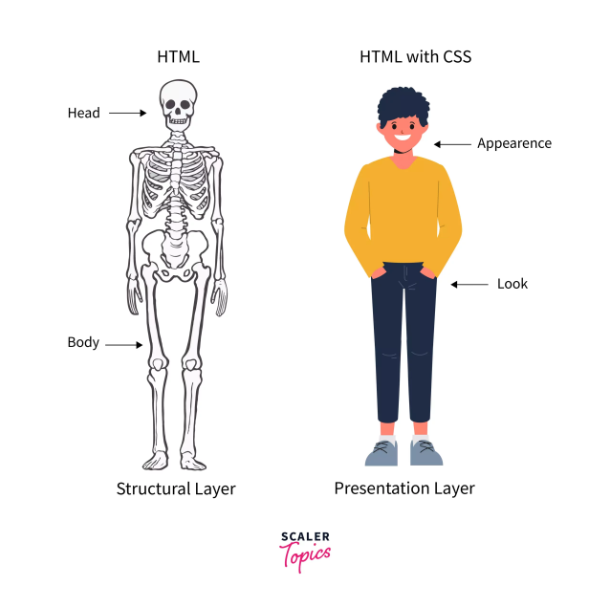 HTML
HTML with CSS
Head
Appearence
Look
Body
Structural Layer
Presentation Layer
SCALER
Topics